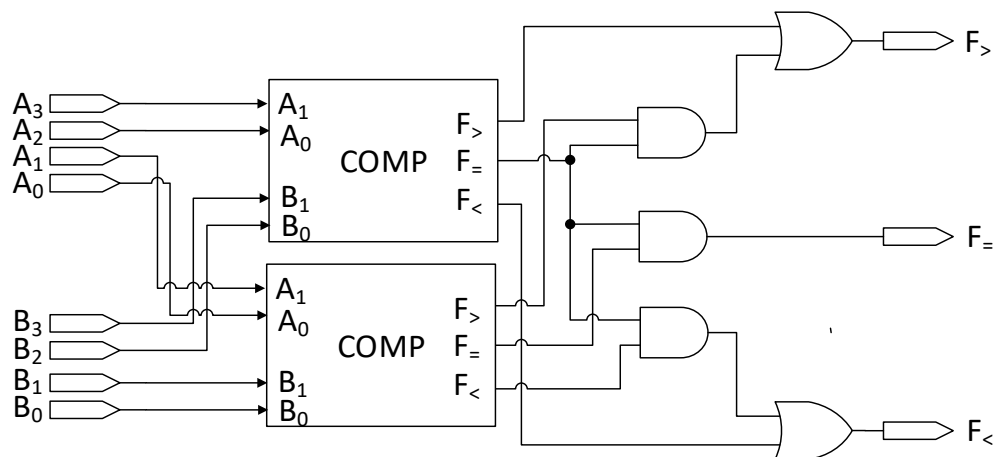 A₃
A₂
A₁
A₀
B₃
B₂
B₁
B₀
A₁
A₀
B₁
B₀
COMP
F>
F=
F<
A₁
A₀
B₁
B₀
COMP
F>
F=
F<
F>
F=
F<